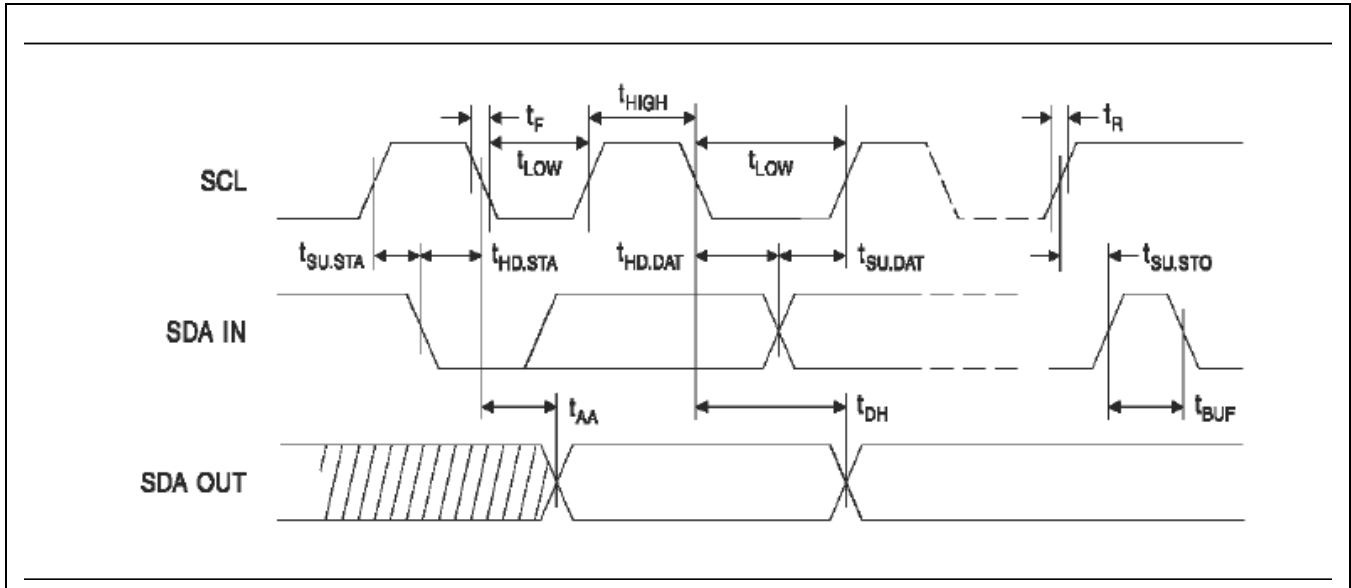 tHIGH
tF
tR
tLOW
tLOW
SCL
tSU.STA
tHD.STA
tHD.DAT
tSU.DAT
tSU.STO
SDA IN
tAA
tDH
tBUF
SDA OUT